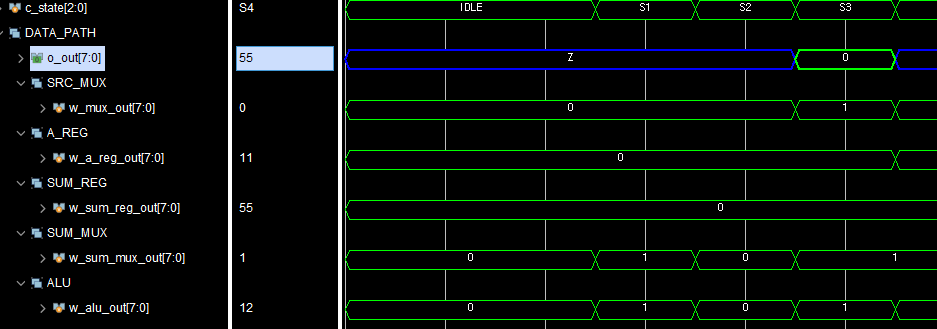 c_state[2:0] S4 IDLE S1 S2 S3
DATA_PATH
o_out[7:0] 55 Z 0
SRC_MUX
w_mux_out[7:0] 0 0 1
A_REG
w_a_reg_out[7:0] 11 0
SUM_REG
w_sum_reg_out[7:0] 55 0
SUM_MUX
w_sum_mux_out[7:0] 1 0 1 0 1
ALU
w_alu_out[7:0] 12 0 1 0 1